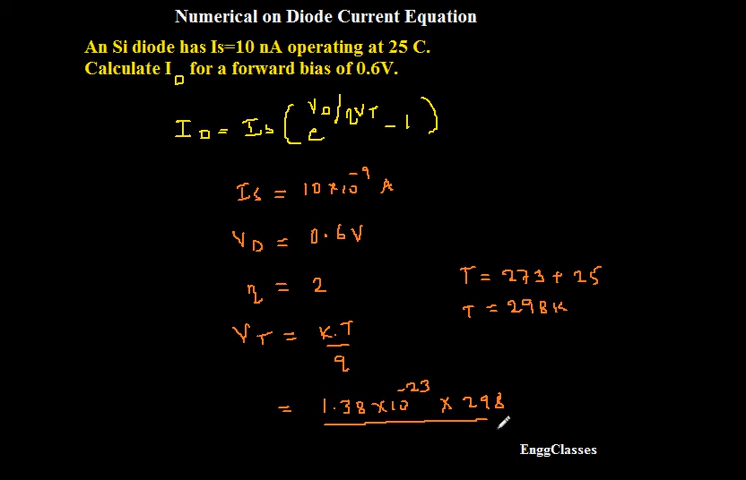 Numerical on Diode Current Equation
An Si diode has Is=10 nA operating at 25 C.
Calculate I D for a forward bias of 0.6V.
I D = Is ( e^(VD/ηVT) - 1 )
Is = 10 × 10^-9 A
VD = 0.6V
η = 2
T = 273 + 25
T = 298K
VT = K.T / q
= 1.38 × 10^-23 × 298
EnggClasses